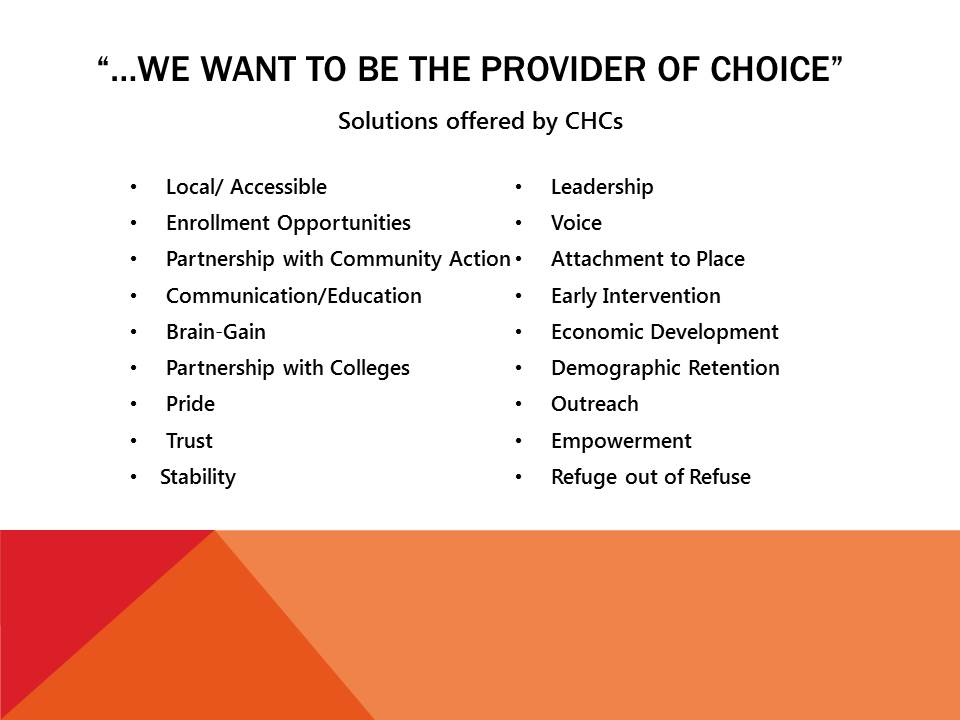 “…WE WANT TO BE THE PROVIDER OF CHOICE”
Solutions offered by CHCs
• Local/ Accessible
• Enrollment Opportunities
• Partnership with Community Action
• Communication/Education
• Brain-Gain
• Partnership with Colleges
• Pride
• Trust
• Stability
• Leadership
• Voice
• Attachment to Place
• Early Intervention
• Economic Development
• Demographic Retention
• Outreach
• Empowerment
• Refuge out of Refuse